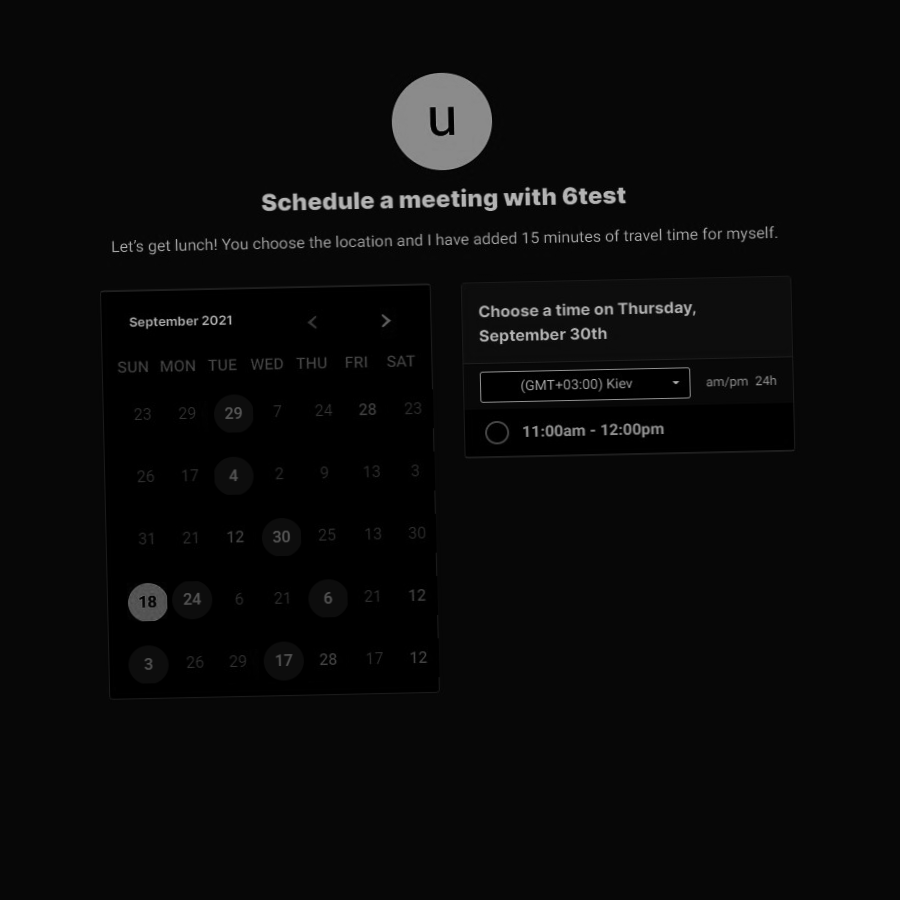 u
Schedule a meeting with 6test
Let's get lunch! You choose the location and I have added 15 minutes of travel time for myself.
September 2021
SUN MON TUE WED THU FRI SAT
23 29 29 7 24 28 23
26 17 4 2 9 13 3
31 21 12 30 25 13 30
18 24 6 21 6 21 12
3 26 29 17 28 17 12
Choose a time on Thursday,
September 30th
(GMT+03:00) Kiev
am/pm 24h
11:00am - 12:00pm